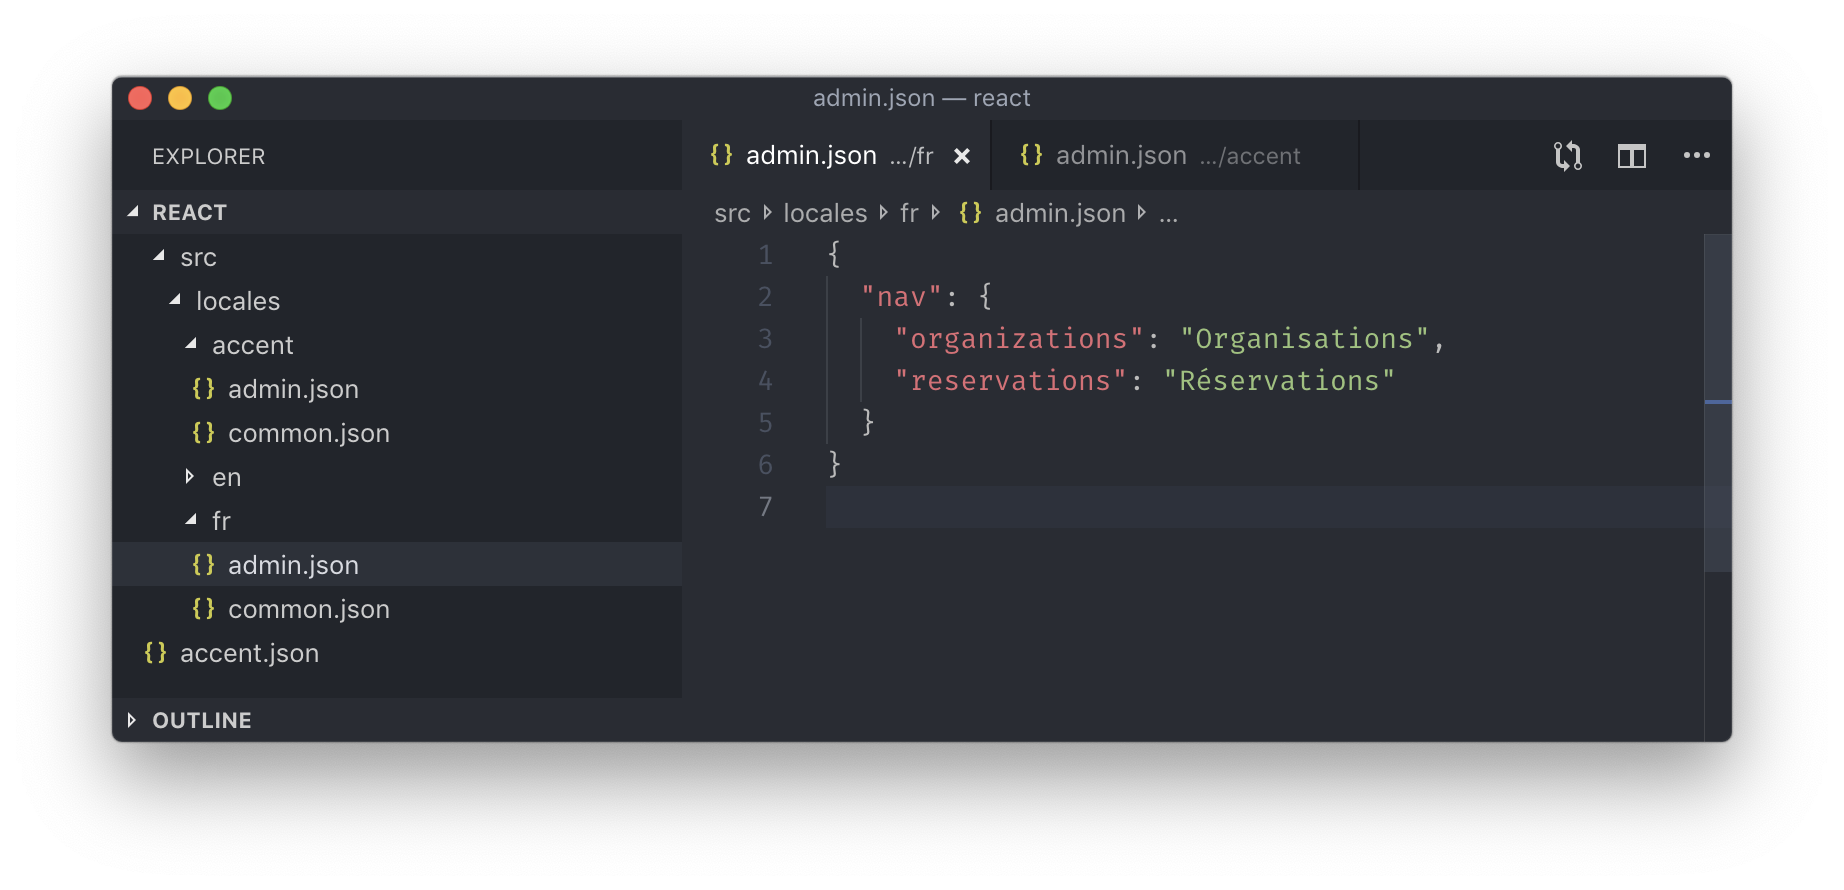 admin.json — react
EXPLORER
REACT
src
locales
accent
{} admin.json
{} common.json
en
fr
{} admin.json
{} common.json
{} accent.json
OUTLINE
{} admin.json .../fr
{} admin.json .../accent
src locales fr {} admin.json ...
1 {
2 "nav": {
3 "organizations": "Organisations",
4 "reservations": "Réservations"
5 }
6 }
7